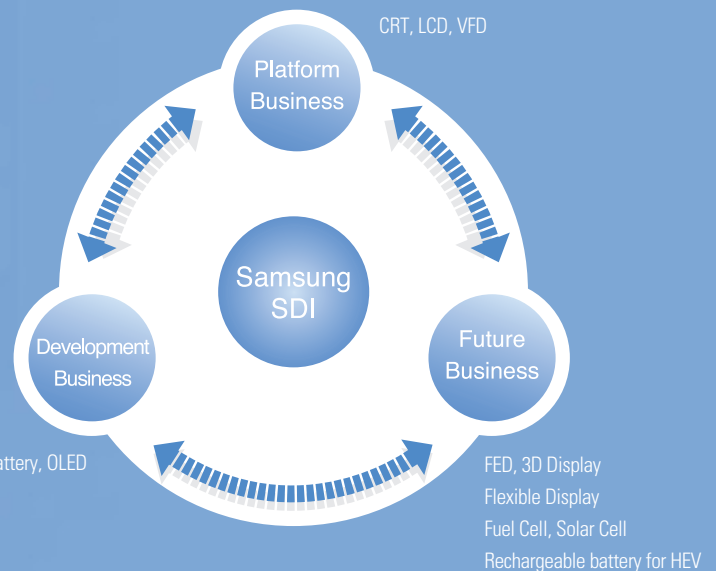 CRT, LCD, VFD
Platform
Business
Samsung
SDI
Development
Business
Future
Business
OLED
FED, 3D Display
Flexible Display
Fuel Cell, Solar Cell
Rechargeable battery for HEV